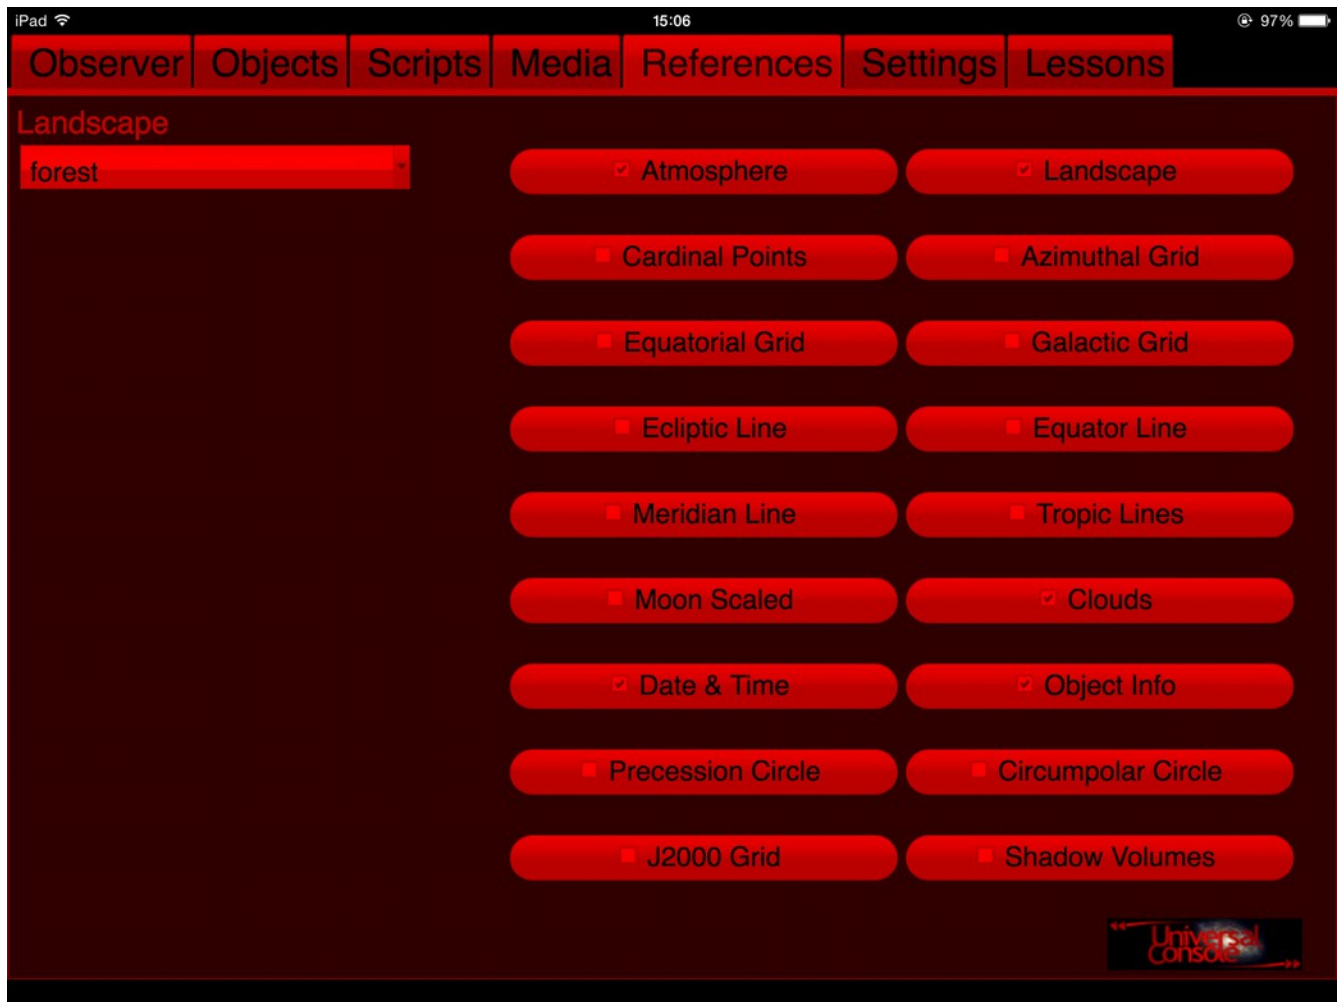 iPad 15:06 97%
Observer Objects Scripts Media References Settings Lessons
Landscape
forest
Atmosphere Landscape
Cardinal Points Azimuthal Grid
Equatorial Grid Galactic Grid
Ecliptic Line Equator Line
Meridian Line Tropic Lines
Moon Scaled Clouds
Date & Time Object Info
Precession Circle Circumpolar Circle
J2000 Grid Shadow Volumes
Universal
Console